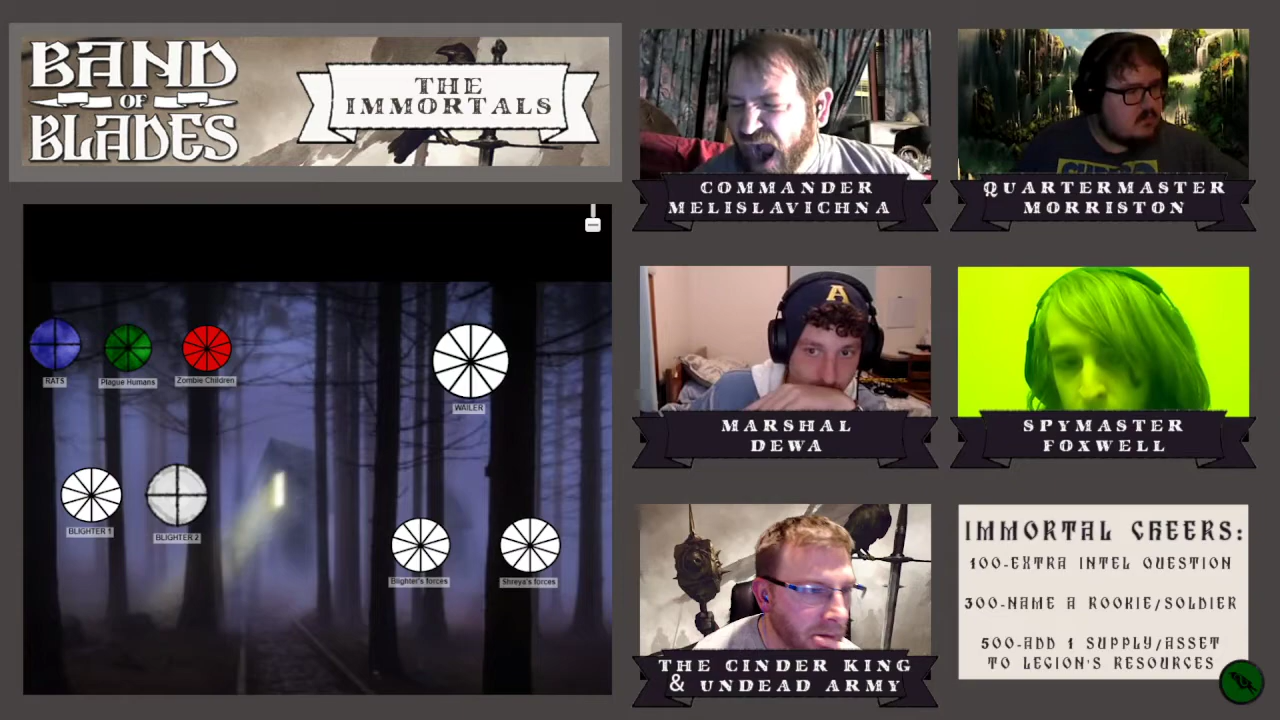 BAND
OF
BLADES
THE
IMMORTALS
COMMANDER
MELISLAVICHNA
QUARTERMASTER
MORRISTON
RATS
Plague Humans
Zombie Children
WAILER
BLIGHTER 1
BLIGHTER 2
Blighter's forces
Shreya's forces
A
MARSHAL
DEWA
SPYMASTER
FOXWELL
THE CINDER KING
& UNDEAD ARMY
IMMORTAL CHEERS:
100-EXTRA INTEL QUESTION
300-NAME A ROOKIE/SOLDIER
500-ADD 1 SUPPLY/ASSET
TO LEGION'S RESOURCES